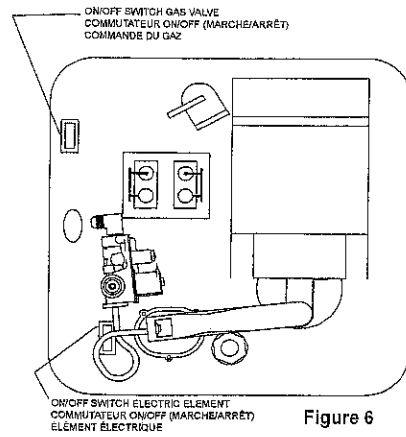 ON/OFF SWITCH GAS VALVE
COMMUTATEUR ON/OFF (MARCHE/ARRÊT)
COMMANDE DU GAZ
ON/OFF SWITCH ELECTRIC ELEMENT
COMMUTATEUR ON/OFF (MARCHE/ARRÊT)
ÉLÉMENT ÉLECTRIQUE
Figure 6